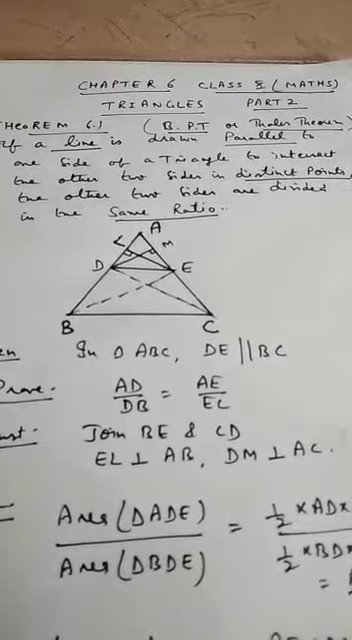 CHAPTER 6 CLASS X (MATHS)
TRIANGLES PART 2
THEOREM 6.1 (B.P.T or Thales Theorem)
If a line is drawn Parallel to
one side of a Triangle to intersect
the other two sides in distinct Points,
the other two sides are divided
in the Same Ratio.
A
L M
D E
B C
In Δ ABC, DE || BC
Prove. AD/DB = AE/EC
Join BE & CD
EL ⊥ AB, DM ⊥ AC.
Area (DADE) / Area (DBDE) = 1/2 × AD × / 1/2 × BD ×
=